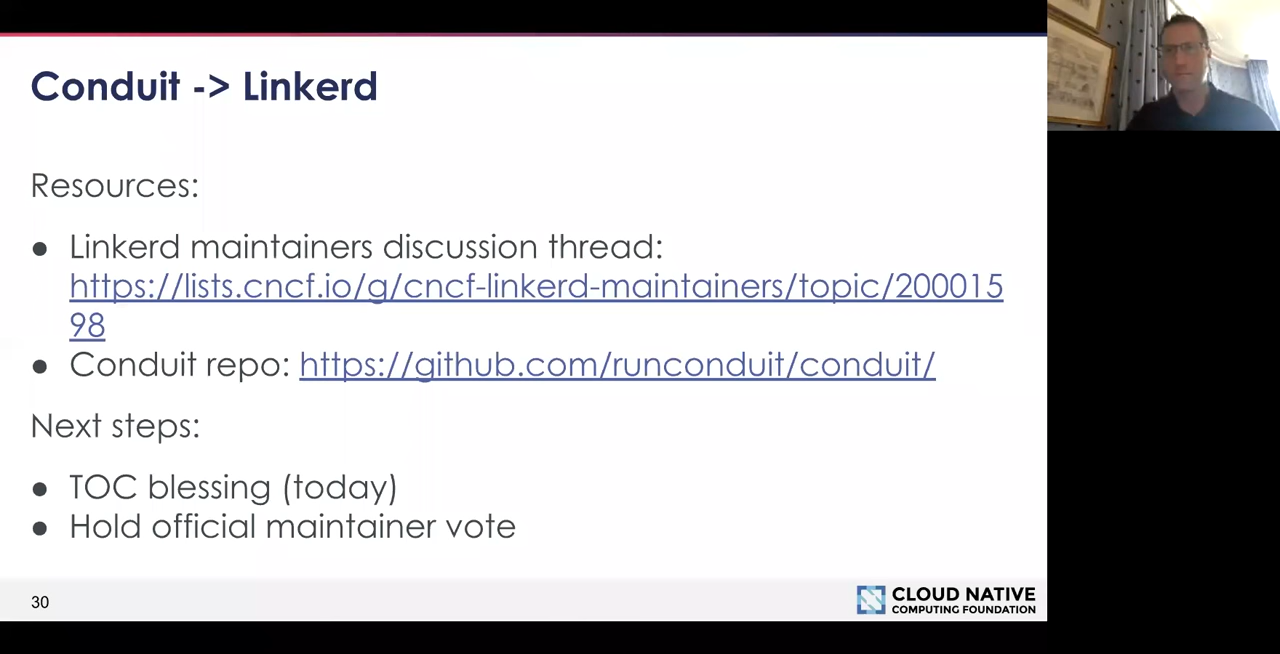 Conduit -> Linkerd
Resources:
● Linkerd maintainers discussion thread:
https://lists.cncf.io/g/cncf-linkerd-maintainers/topic/200015
98
● Conduit repo: https://github.com/runconduit/conduit/
Next steps:
● TOC blessing (today)
● Hold official maintainer vote
30
CLOUD NATIVE
COMPUTING FOUNDATION